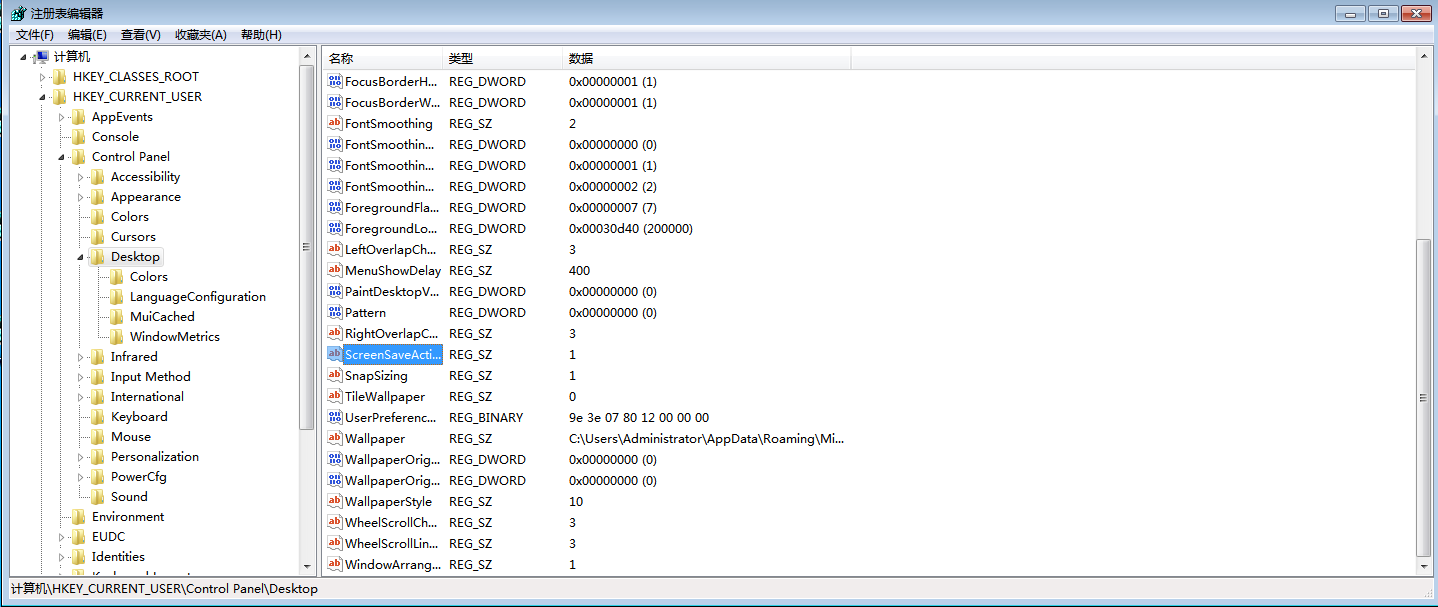 注册表编辑器
文件(F) 编辑(E) 查看(V) 收藏夹(A) 帮助(H)
计算机
HKEY_CLASSES_ROOT
HKEY_CURRENT_USER
AppEvents
Console
Control Panel
Accessibility
Appearance
Colors
Cursors
Desktop
Colors
LanguageConfiguration
MuiCached
WindowMetrics
Infrared
Input Method
International
Keyboard
Mouse
Personalization
PowerCfg
Sound
Environment
EUDC
Identities
名称 类型 数据
FocusBorderH... REG_DWORD 0x00000001 (1)
FocusBorderW... REG_DWORD 0x00000001 (1)
FontSmoothing REG_SZ 2
FontSmoothin... REG_DWORD 0x00000000 (0)
FontSmoothin... REG_DWORD 0x00000001 (1)
FontSmoothin... REG_DWORD 0x00000002 (2)
ForegroundFla... REG_DWORD 0x00000007 (7)
ForegroundLo... REG_DWORD 0x00030d40 (200000)
LeftOverlapCh... REG_SZ 3
MenuShowDelay REG_SZ 400
PaintDesktopV... REG_DWORD 0x00000000 (0)
Pattern REG_DWORD 0x00000000 (0)
RightOverlapC... REG_SZ 3
ScreenSaveActi... REG_SZ 1
SnapSizing REG_SZ 1
TileWallpaper REG_SZ 0
UserPreferenc... REG_BINARY 9e 3e 07 80 12 00 00 00
Wallpaper REG_SZ C:\Users\Administrator\AppData\Roaming\Mi...
WallpaperOrig... REG_DWORD 0x00000000 (0)
WallpaperOrig... REG_DWORD 0x00000000 (0)
WallpaperStyle REG_SZ 10
WheelScrollCh... REG_SZ 3
WheelScrollLin... REG_SZ 3
WindowArrang... REG_SZ 1
计算机\HKEY_CURRENT_USER\Control Panel\Desktop